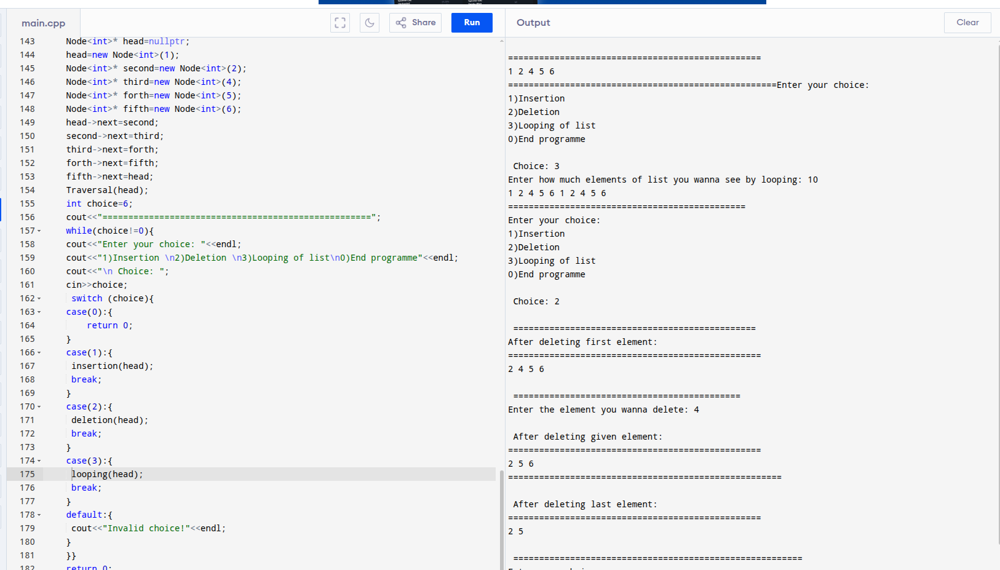 main.cpp
Share
Run
Output
Clear
143 Node<int>* head=nullptr;
144 head=new Node<int>(1);
145 Node<int>* second=new Node<int>(2);
146 Node<int>* third=new Node<int>(4);
147 Node<int>* forth=new Node<int>(5);
148 Node<int>* fifth=new Node<int>(6);
149 head->next=second;
150 second->next=third;
151 third->next=forth;
152 forth->next=fifth;
153 fifth->next=head;
154 Traversal(head);
155 int choice=6;
156 cout<<"====================================================";
157 while(choice!=0){
158 cout<<"Enter your choice: "<<endl;
159 cout<<"1)Insertion \n2)Deletion \n3)Looping of list\n0)End programme"<<endl;
160 cout<<"\n Choice: ";
161 cin>>choice;
162 switch (choice){
163 case(0):{
164 return 0;
165 }
166 case(1):{
167 insertion(head);
168 break;
169 }
170 case(2):{
171 deletion(head);
172 break;
173 }
174 case(3):{
175 looping(head);
176 break;
177 }
178 default:{
179 cout<<"Invalid choice!"<<endl;
180 }
181 }}
182 return 0;
=================================================
1 2 4 5 6
====================================================Enter your choice:
1)Insertion
2)Deletion
3)Looping of list
0)End programme
Choice: 3
Enter how much elements of list you wanna see by looping: 10
1 2 4 5 6 1 2 4 5 6
==============================================
Enter your choice:
1)Insertion
2)Deletion
3)Looping of list
0)End programme
Choice: 2
===============================================
After deleting first element:
=================================================
2 4 5 6
============================================
Enter the element you wanna delete: 4
After deleting given element:
=================================================
2 5 6
=====================================================
After deleting last element:
=================================================
2 5
========================================================